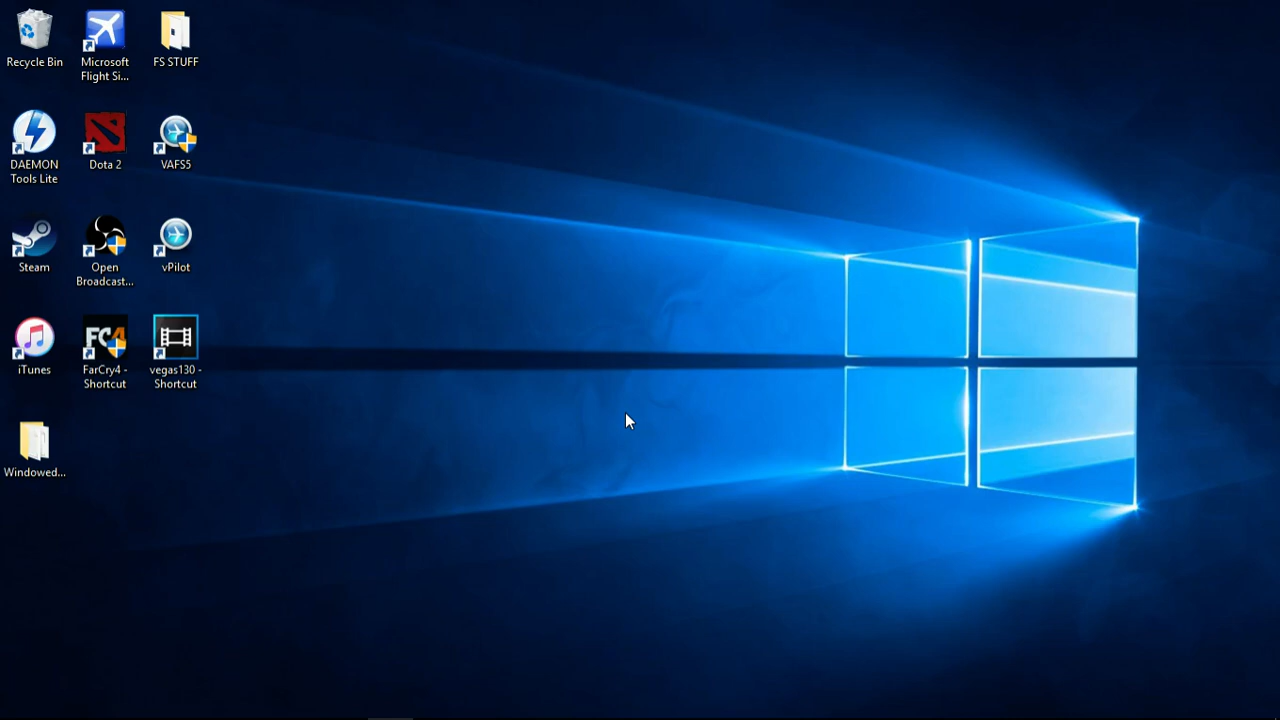 Recycle Bin
Microsoft
Flight Si...
FS STUFF
DAEMON
Tools Lite
Dota 2
VAFS5
Steam
Open
Broadcast...
vPilot
iTunes
FC4
FarCry4 -
Shortcut
vegas130 -
Shortcut
Windowed...